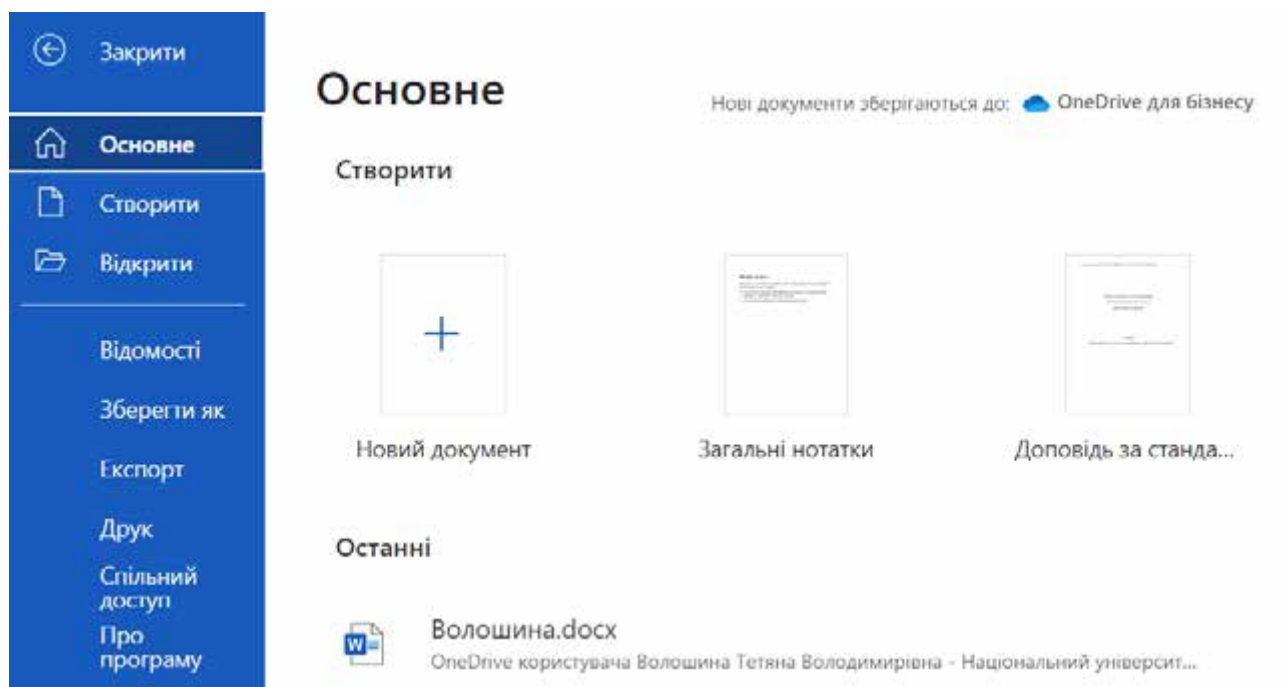 Закрити
Основне
Створити
Відкрити
Відомості
Зберегти як
Експорт
Друк
Спільний
доступ
Про
програму
Основне
Нові документи зберігаються до: OneDrive для бізнесу
Створити
Новий документ
Загальні нотатки
Доповідь за станда...
Останні
W
Волошина.docx
OneDrive користувача Волошина Тетяна Володимирівна - Національний університ...